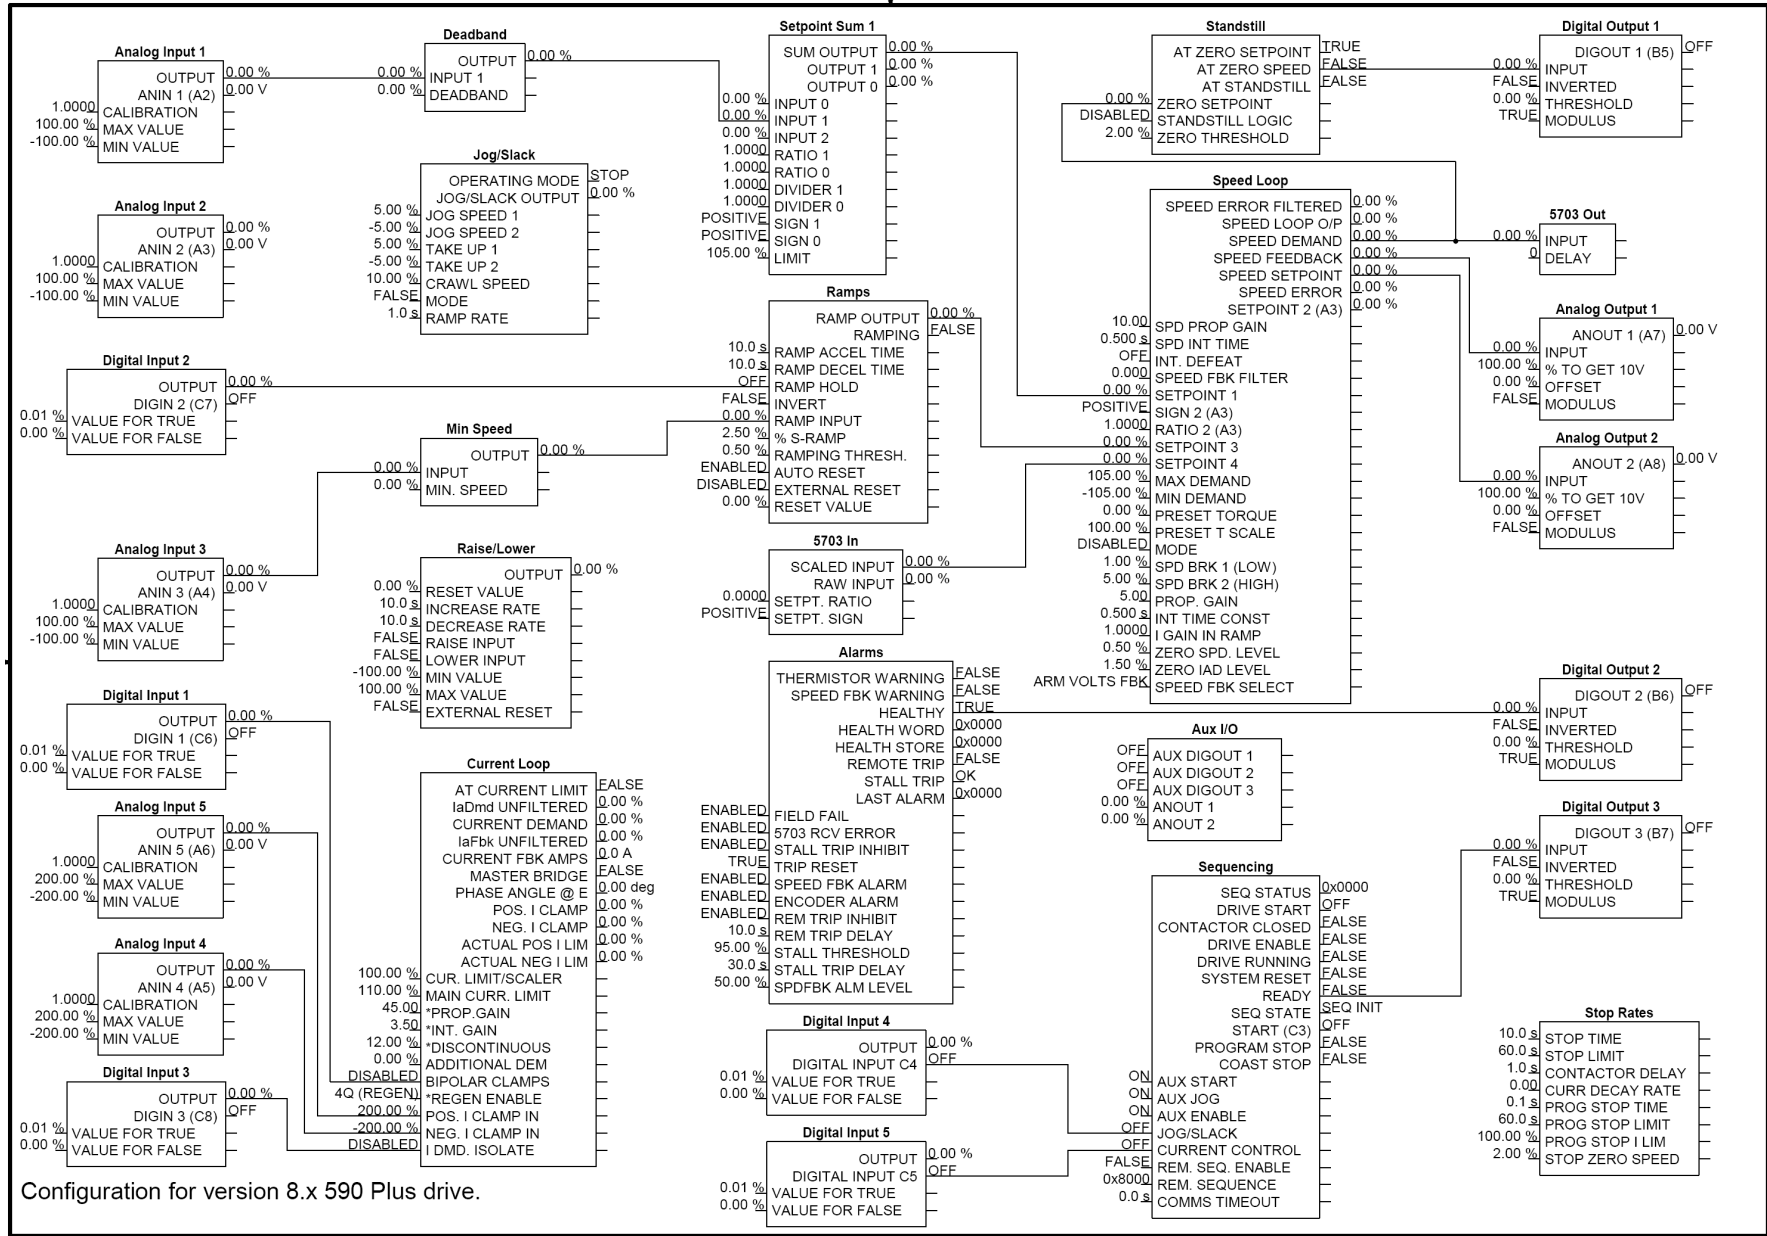 Analog Input 1
OUTPUT 0.00 %
ANIN 1 (A2) 0.00 V
1.0000 CALIBRATION
100.00 % MAX VALUE
-100.00 % MIN VALUE
Analog Input 2
OUTPUT 0.00 %
ANIN 2 (A3) 0.00 V
1.0000 CALIBRATION
100.00 % MAX VALUE
-100.00 % MIN VALUE
Digital Input 2
OUTPUT 0.00 %
DIGIN 2 (C7) OFF
0.01 % VALUE FOR TRUE
0.00 % VALUE FOR FALSE
Analog Input 3
OUTPUT 0.00 %
ANIN 3 (A4) 0.00 V
1.0000 CALIBRATION
100.00 % MAX VALUE
-100.00 % MIN VALUE
Digital Input 1
OUTPUT 0.00 %
DIGIN 1 (C6) OFF
0.01 % VALUE FOR TRUE
0.00 % VALUE FOR FALSE
Analog Input 5
OUTPUT 0.00 %
ANIN 5 (A6) 0.00 V
1.0000 CALIBRATION
200.00 % MAX VALUE
-200.00 % MIN VALUE
Analog Input 4
OUTPUT 0.00 %
ANIN 4 (A5) 0.00 V
1.0000 CALIBRATION
200.00 % MAX VALUE
-200.00 % MIN VALUE
Digital Input 3
OUTPUT 0.00 %
DIGIN 3 (C8) OFF
0.01 % VALUE FOR TRUE
0.00 % VALUE FOR FALSE
Deadband
OUTPUT 0.00 %
0.00 % INPUT 1
0.00 % DEADBAND
Jog/Slack
OPERATING MODE STOP
JOG/SLACK OUTPUT 0.00 %
5.00 % JOG SPEED 1
-5.00 % JOG SPEED 2
5.00 % TAKE UP 1
-5.00 % TAKE UP 2
10.00 % CRAWL SPEED
FALSE MODE
1.0 s RAMP RATE
Min Speed
OUTPUT 0.00 %
0.00 % INPUT
0.00 % MIN. SPEED
Raise/Lower
OUTPUT 0.00 %
0.00 % RESET VALUE
10.0 s INCREASE RATE
10.0 s DECREASE RATE
FALSE RAISE INPUT
FALSE LOWER INPUT
-100.00 % MIN VALUE
100.00 % MAX VALUE
FALSE EXTERNAL RESET
Current Loop
AT CURRENT LIMIT FALSE
IaDmd UNFILTERED 0.00 %
CURRENT DEMAND 0.00 %
IaFbk UNFILTERED 0.00 %
CURRENT FBK AMPS 0.0 A
MASTER BRIDGE FALSE
PHASE ANGLE @ E 0.00 deg
POS. I CLAMP 0.00 %
NEG. I CLAMP 0.00 %
ACTUAL POS I LIM 0.00 %
ACTUAL NEG I LIM 0.00 %
100.00 % CUR. LIMIT/SCALER
110.00 % MAIN CURR. LIMIT
45.00 *PROP.GAIN
3.50 *INT. GAIN
12.00 % *DISCONTINUOUS
0.00 % ADDITIONAL DEM
DISABLED BIPOLAR CLAMPS
4Q (REGEN) *REGEN ENABLE
200.00 % POS. I CLAMP IN
-200.00 % NEG. I CLAMP IN
DISABLED I DMD. ISOLATE
Setpoint Sum 1
SUM OUTPUT 0.00 %
OUTPUT 1 0.00 %
OUTPUT 0 0.00 %
0.00 % INPUT 0
0.00 % INPUT 1
0.00 % INPUT 2
1.0000 RATIO 1
1.0000 RATIO 0
1.0000 DIVIDER 1
1.0000 DIVIDER 0
POSITIVE SIGN 1
POSITIVE SIGN 0
105.00 % LIMIT
Ramps
RAMP OUTPUT 0.00 %
RAMPING FALSE
10.0 s RAMP ACCEL TIME
10.0 s RAMP DECEL TIME
OFF RAMP HOLD
FALSE INVERT
0.00 % RAMP INPUT
2.50 % % S-RAMP
0.50 % RAMPING THRESH.
ENABLED AUTO RESET
DISABLED EXTERNAL RESET
0.00 % RESET VALUE
5703 In
SCALED INPUT 0.00 %
RAW INPUT 0.00 %
0.0000 SETPT. RATIO
POSITIVE SETPT. SIGN
Alarms
THERMISTOR WARNING FALSE
SPEED FBK WARNING FALSE
HEALTHY TRUE
HEALTH WORD 0x0000
HEALTH STORE 0x0000
REMOTE TRIP FALSE
STALL TRIP OK
LAST ALARM 0x0000
ENABLED FIELD FAIL
ENABLED 5703 RCV ERROR
ENABLED STALL TRIP INHIBIT
TRUE TRIP RESET
ENABLED SPEED FBK ALARM
ENABLED ENCODER ALARM
ENABLED REM TRIP INHIBIT
10.0 s REM TRIP DELAY
95.00 % STALL THRESHOLD
30.0 s STALL TRIP DELAY
50.00 % SPDFBK ALM LEVEL
Digital Input 4
OUTPUT 0.00 %
DIGITAL INPUT C4 OFF
0.01 % VALUE FOR TRUE
0.00 % VALUE FOR FALSE
Digital Input 5
OUTPUT 0.00 %
DIGITAL INPUT C5 OFF
0.01 % VALUE FOR TRUE
0.00 % VALUE FOR FALSE
Standstill
AT ZERO SETPOINT TRUE
AT ZERO SPEED FALSE
AT STANDSTILL FALSE
0.00 % ZERO SETPOINT
DISABLED STANDSTILL LOGIC
2.00 % ZERO THRESHOLD
Speed Loop
SPEED ERROR FILTERED 0.00 %
SPEED LOOP O/P 0.00 %
SPEED DEMAND 0.00 %
SPEED FEEDBACK 0.00 %
SPEED SETPOINT 0.00 %
SPEED ERROR 0.00 %
SETPOINT 2 (A3) 0.00 %
10.00 SPD PROP GAIN
0.500 s SPD INT TIME
OFF INT. DEFEAT
0.000 SPEED FBK FILTER
0.00 % SETPOINT 1
POSITIVE SIGN 2 (A3)
1.0000 RATIO 2 (A3)
0.00 % SETPOINT 3
0.00 % SETPOINT 4
105.00 % MAX DEMAND
-105.00 % MIN DEMAND
0.00 % PRESET TORQUE
100.00 % PRESET T SCALE
DISABLED MODE
1.00 % SPD BRK 1 (LOW)
5.00 % SPD BRK 2 (HIGH)
5.00 PROP. GAIN
0.500 s INT TIME CONST
1.0000 I GAIN IN RAMP
0.50 % ZERO SPD. LEVEL
1.50 % ZERO IAD LEVEL
ARM VOLTS FBK SPEED FBK SELECT
Aux I/O
OFF AUX DIGOUT 1
OFF AUX DIGOUT 2
OFF AUX DIGOUT 3
0.00 % ANOUT 1
0.00 % ANOUT 2
Sequencing
SEQ STATUS 0x0000
DRIVE START OFF
CONTACTOR CLOSED FALSE
DRIVE ENABLE FALSE
DRIVE RUNNING FALSE
SYSTEM RESET FALSE
READY FALSE
SEQ STATE SEQ INIT
START (C3) OFF
PROGRAM STOP FALSE
COAST STOP FALSE
ON AUX START
ON AUX JOG
ON AUX ENABLE
OFF JOG/SLACK
OFF CURRENT CONTROL
FALSE REM. SEQ. ENABLE
0x8000 REM. SEQUENCE
0.0 s COMMS TIMEOUT
Digital Output 1
DIGOUT 1 (B5) OFF
0.00 % INPUT
FALSE INVERTED
0.00 % THRESHOLD
TRUE MODULUS
5703 Out
0.00 % INPUT
0 DELAY
Analog Output 1
ANOUT 1 (A7) 0.00 V
0.00 % INPUT
100.00 % % TO GET 10V
0.00 % OFFSET
FALSE MODULUS
Analog Output 2
ANOUT 2 (A8) 0.00 V
0.00 % INPUT
100.00 % % TO GET 10V
0.00 % OFFSET
FALSE MODULUS
Digital Output 2
DIGOUT 2 (B6) OFF
0.00 % INPUT
FALSE INVERTED
0.00 % THRESHOLD
TRUE MODULUS
Digital Output 3
DIGOUT 3 (B7) OFF
0.00 % INPUT
FALSE INVERTED
0.00 % THRESHOLD
TRUE MODULUS
Stop Rates
10.0 s STOP TIME
60.0 s STOP LIMIT
1.0 s CONTACTOR DELAY
0.00 CURR DECAY RATE
0.1 s PROG STOP TIME
60.0 s PROG STOP LIMIT
100.00 % PROG STOP I LIM
2.00 % STOP ZERO SPEED
Configuration for version 8.x 590 Plus drive.